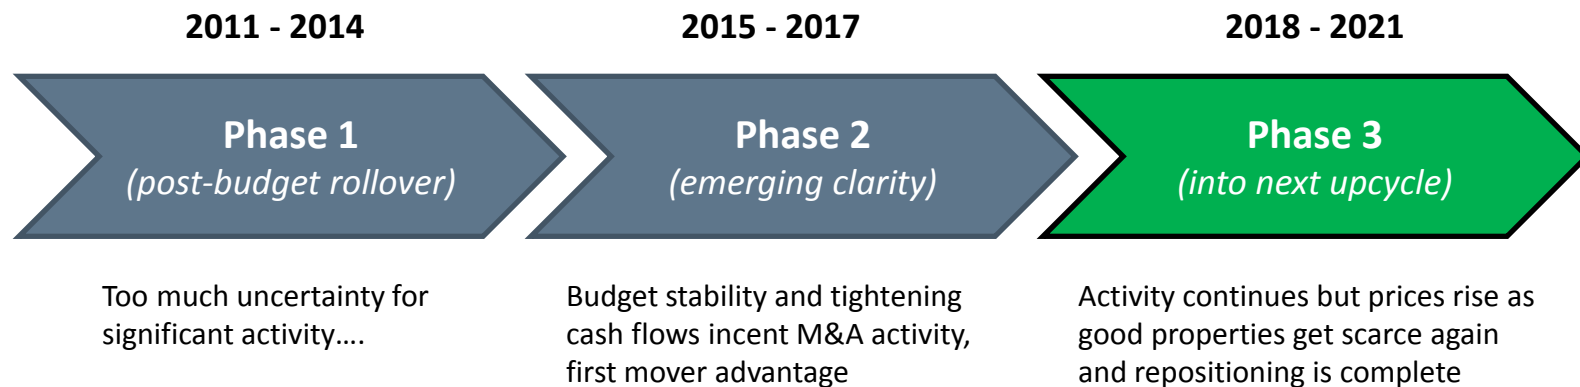 2011 - 2014
2015 - 2017
2018 - 2021
Phase 1
(post-budget rollover)
Phase 2
(emerging clarity)
Phase 3
(into next upcycle)
Too much uncertainty for
significant activity....
Budget stability and tightening
cash flows incent M&A activity,
first mover advantage
Activity continues but prices rise as
good properties get scarce again
and repositioning is complete